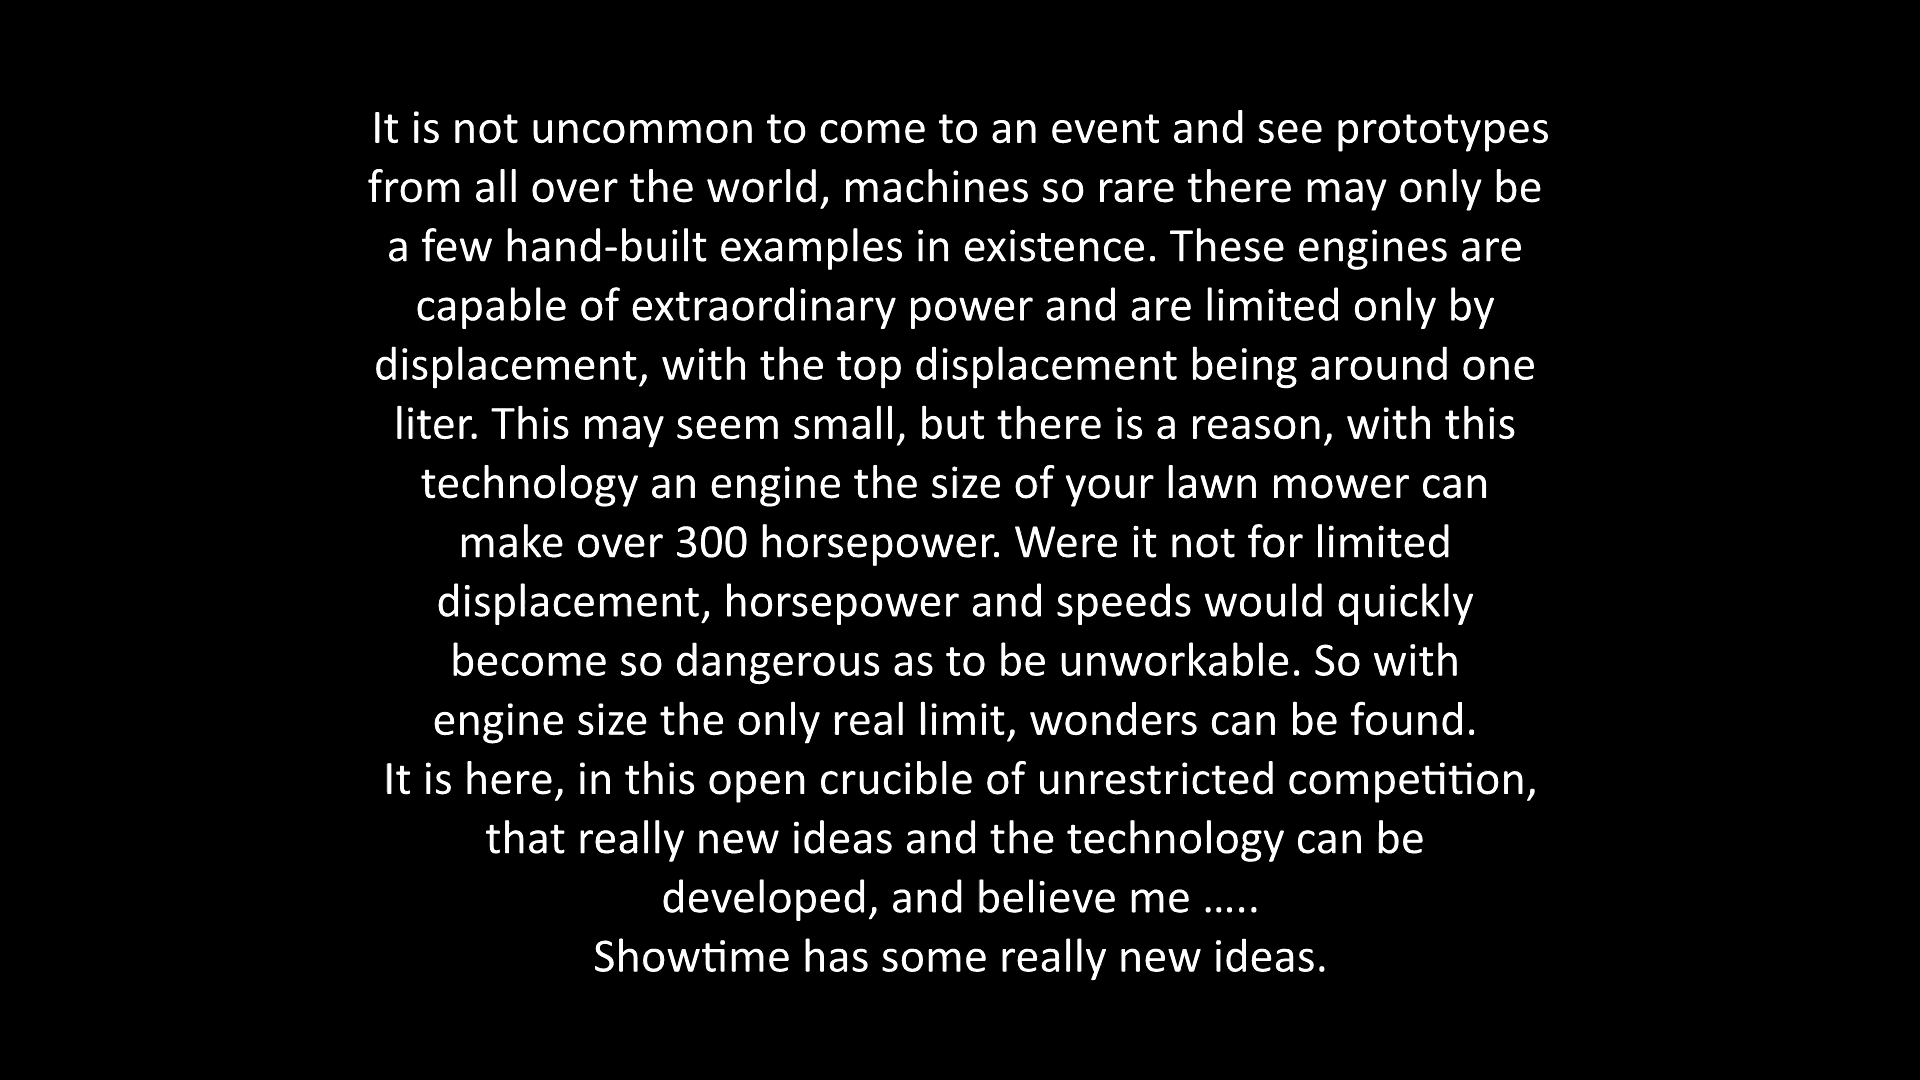 It is not uncommon to come to an event and see prototypes
from all over the world, machines so rare there may only be
a few hand-built examples in existence. These engines are
capable of extraordinary power and are limited only by
displacement, with the top displacement being around one
liter. This may seem small, but there is a reason, with this
technology an engine the size of your lawn mower can
make over 300 horsepower. Were it not for limited
displacement, horsepower and speeds would quickly
become so dangerous as to be unworkable. So with
engine size the only real limit, wonders can be found.
It is here, in this open crucible of unrestricted competition,
that really new ideas and the technology can be
developed, and believe me .....
Showtime has some really new ideas.